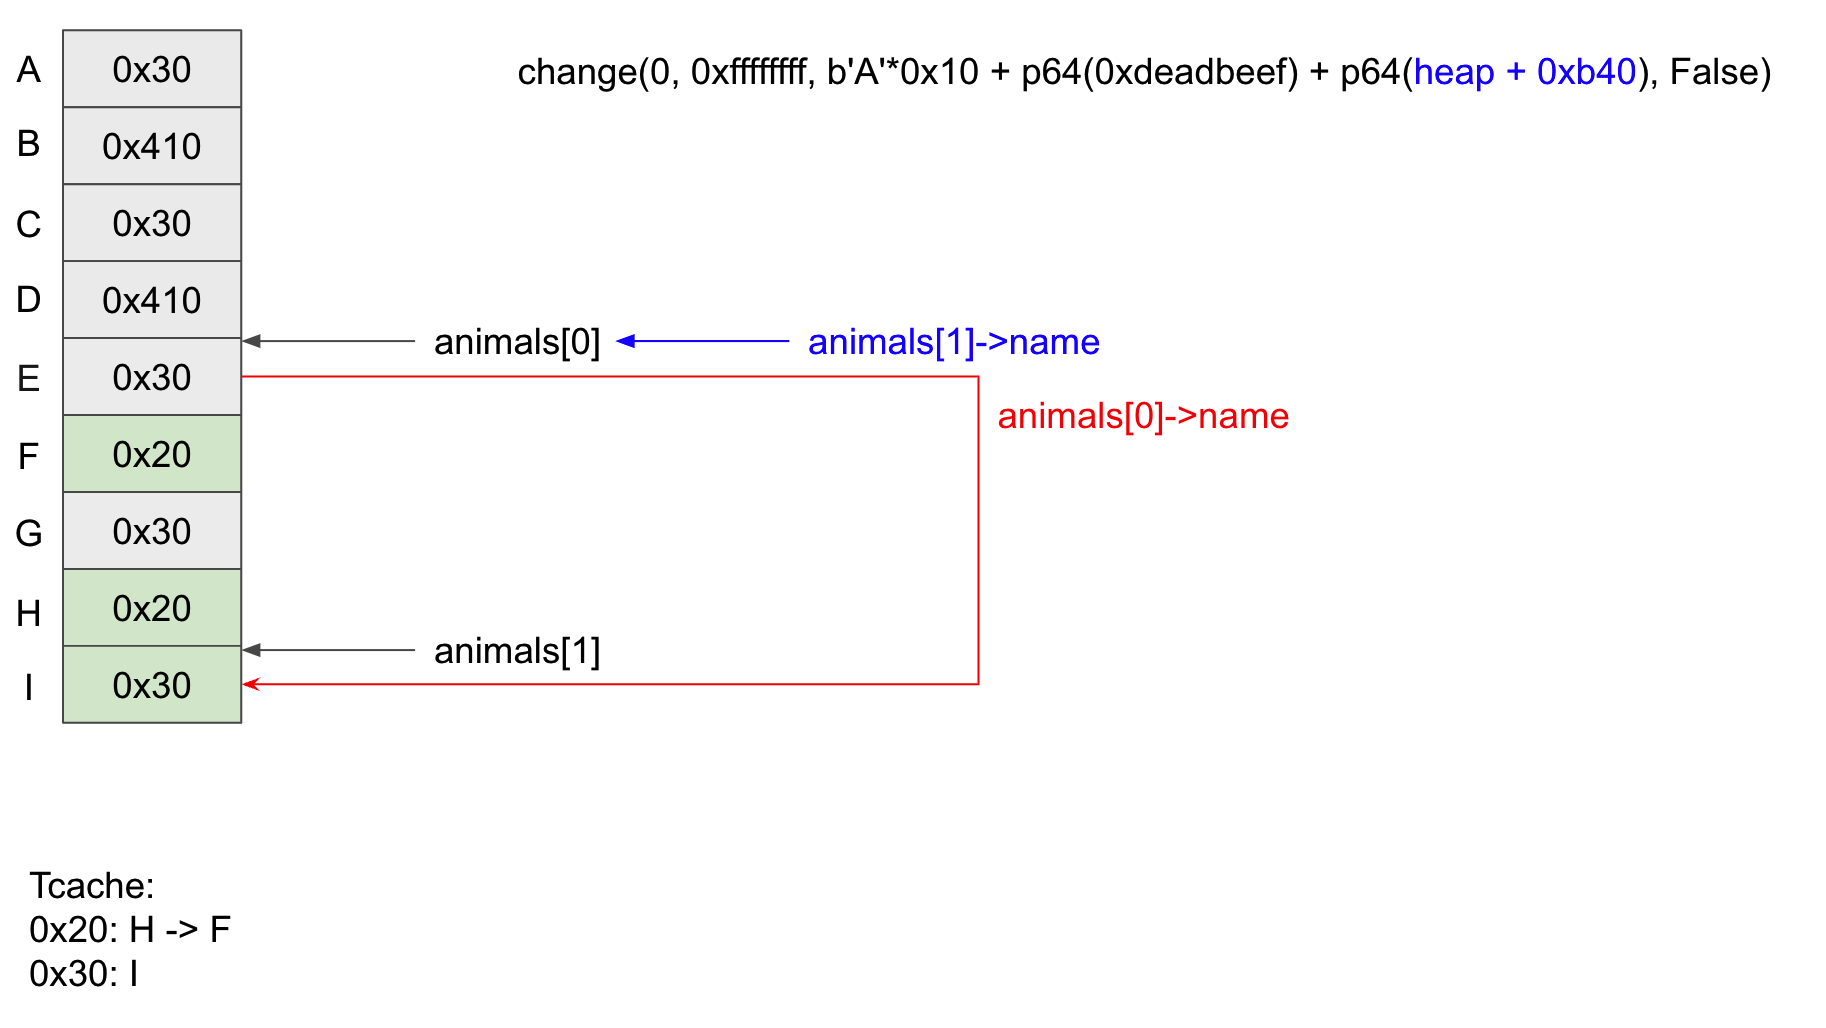 A 0x30 change(0, 0xffffffff, b'A'*0x10 + p64(0xdeadbeef) + p64(heap + 0xb40), False)
B 0x410
C 0x30
D 0x410
animals[0] animals[1]->name
E 0x30
animals[0]->name
F 0x20
G 0x30
H 0x20
animals[1]
I 0x30
Tcache:
0x20: H -> F
0x30: I